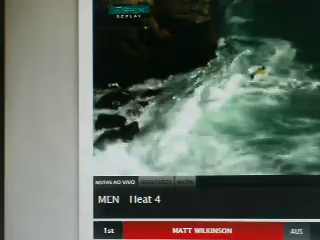 REPLAY
NOTAS AO VIVO
MEN Heat 4
1st MATT WILKINSON AUS